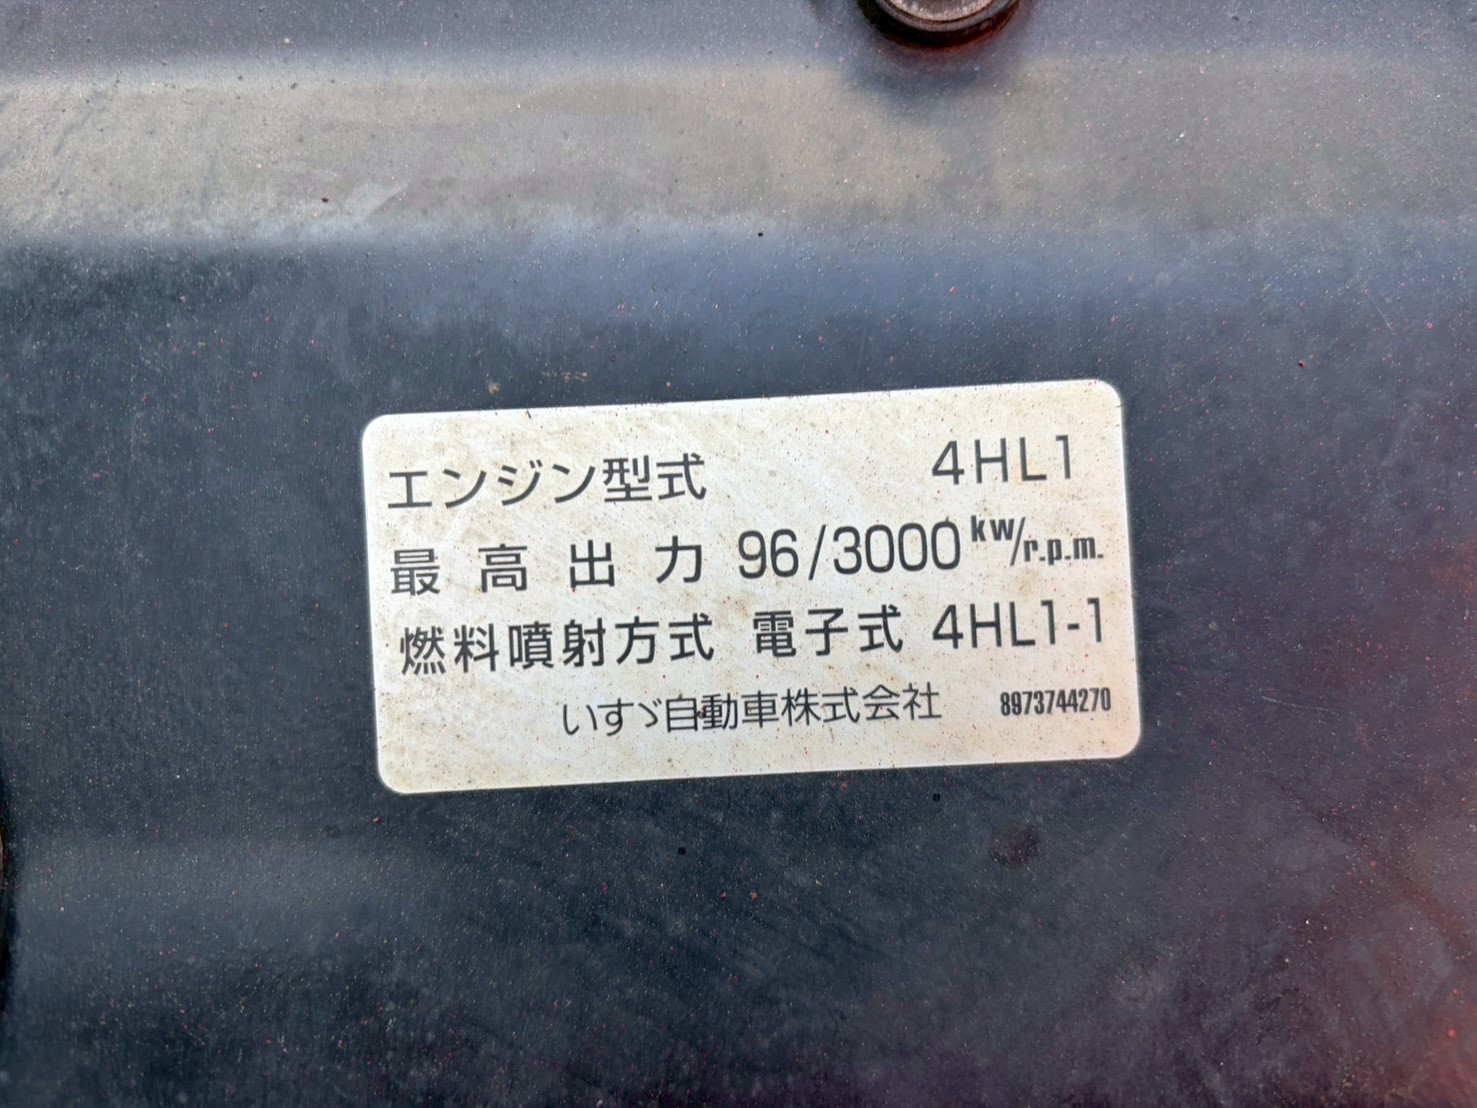 エンジン型式 4HL1
最高出力 96/3000 kw/r.p.m.
燃料噴射方式 電子式 4HL1-1
いすゞ自動車株式会社 8973744270